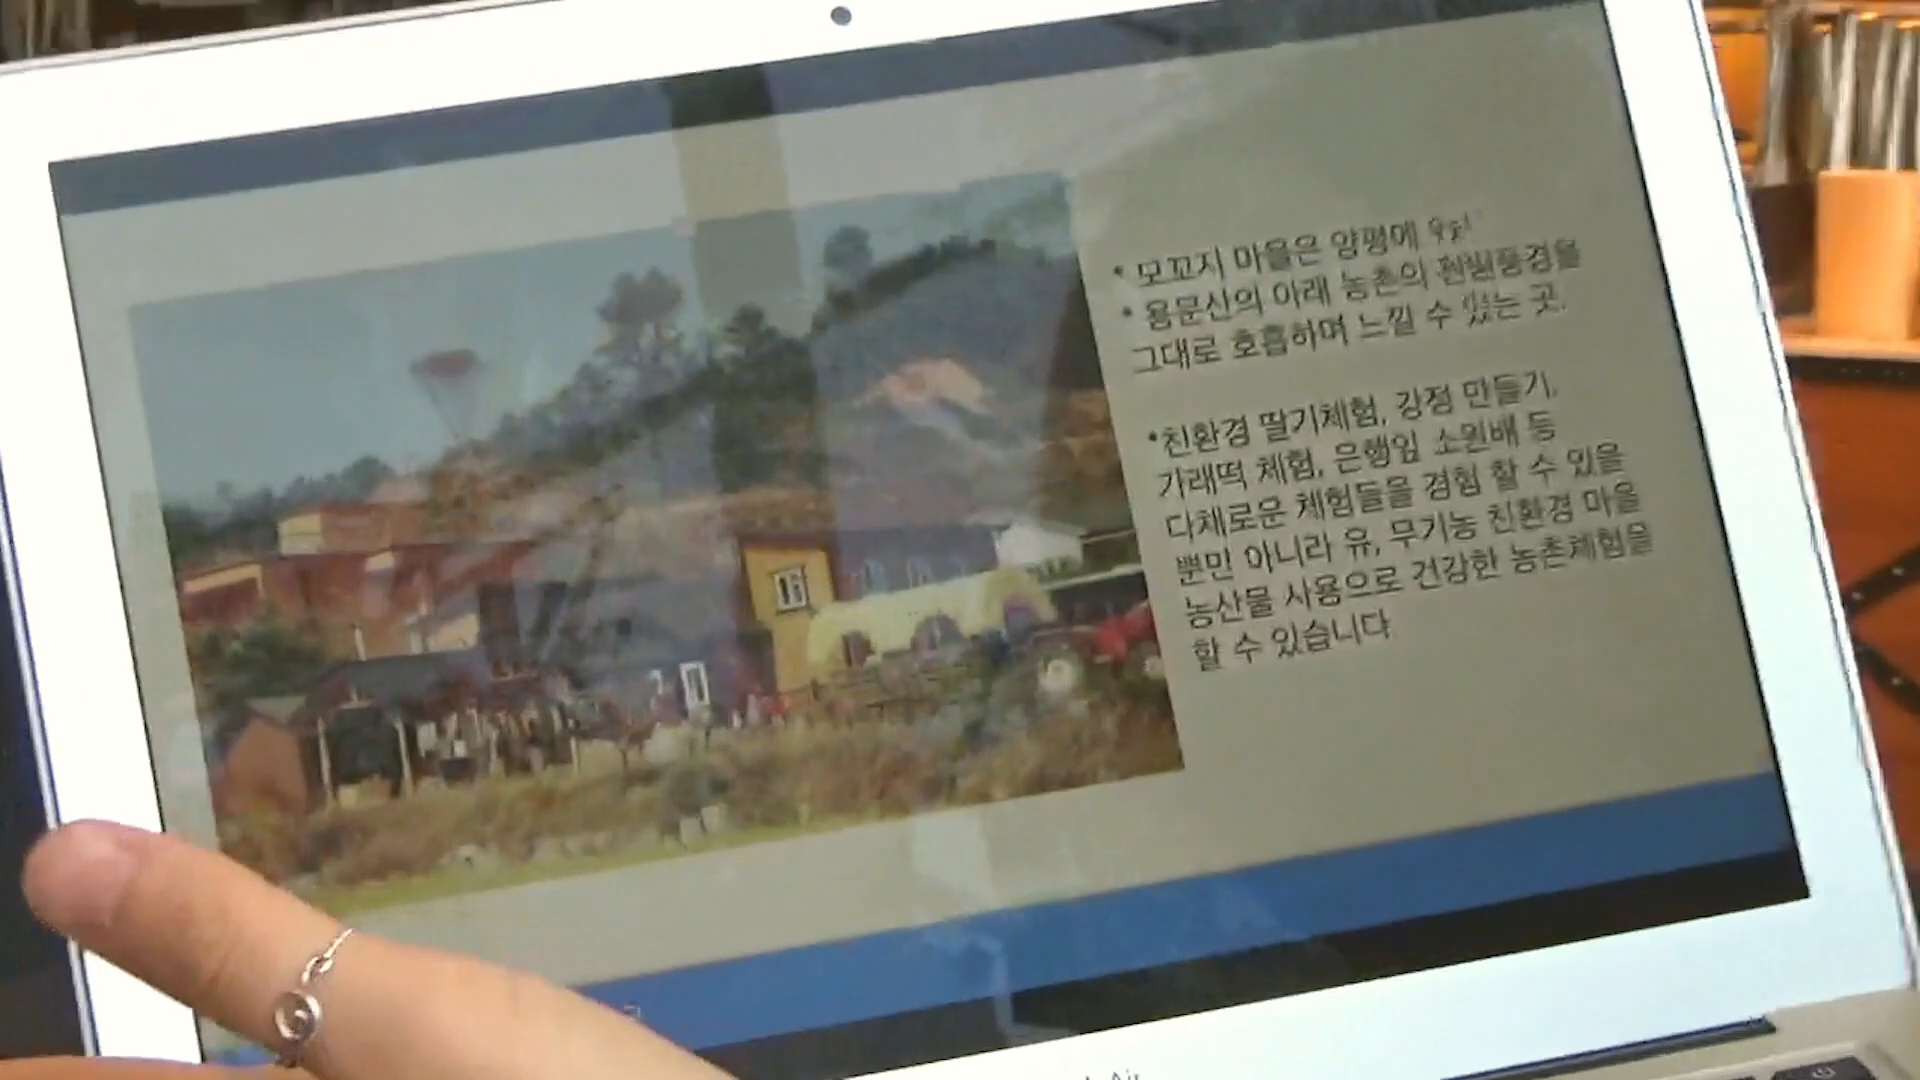 • 모꼬지 마을은 양평에
• 용문산의 아래 농촌의 전원풍경을
그대로 호흡하며 느낄 수 있는 곳.
•친환경 딸기체험, 강정 만들기,
가래떡 체험, 은행잎 소원배 등
다채로운 체험들을 경험 할 수 있을
뿐만 아니라 유, 무기농 친환경 마을
농산물 사용으로 건강한 농촌체험을
할 수 있습니다
Air